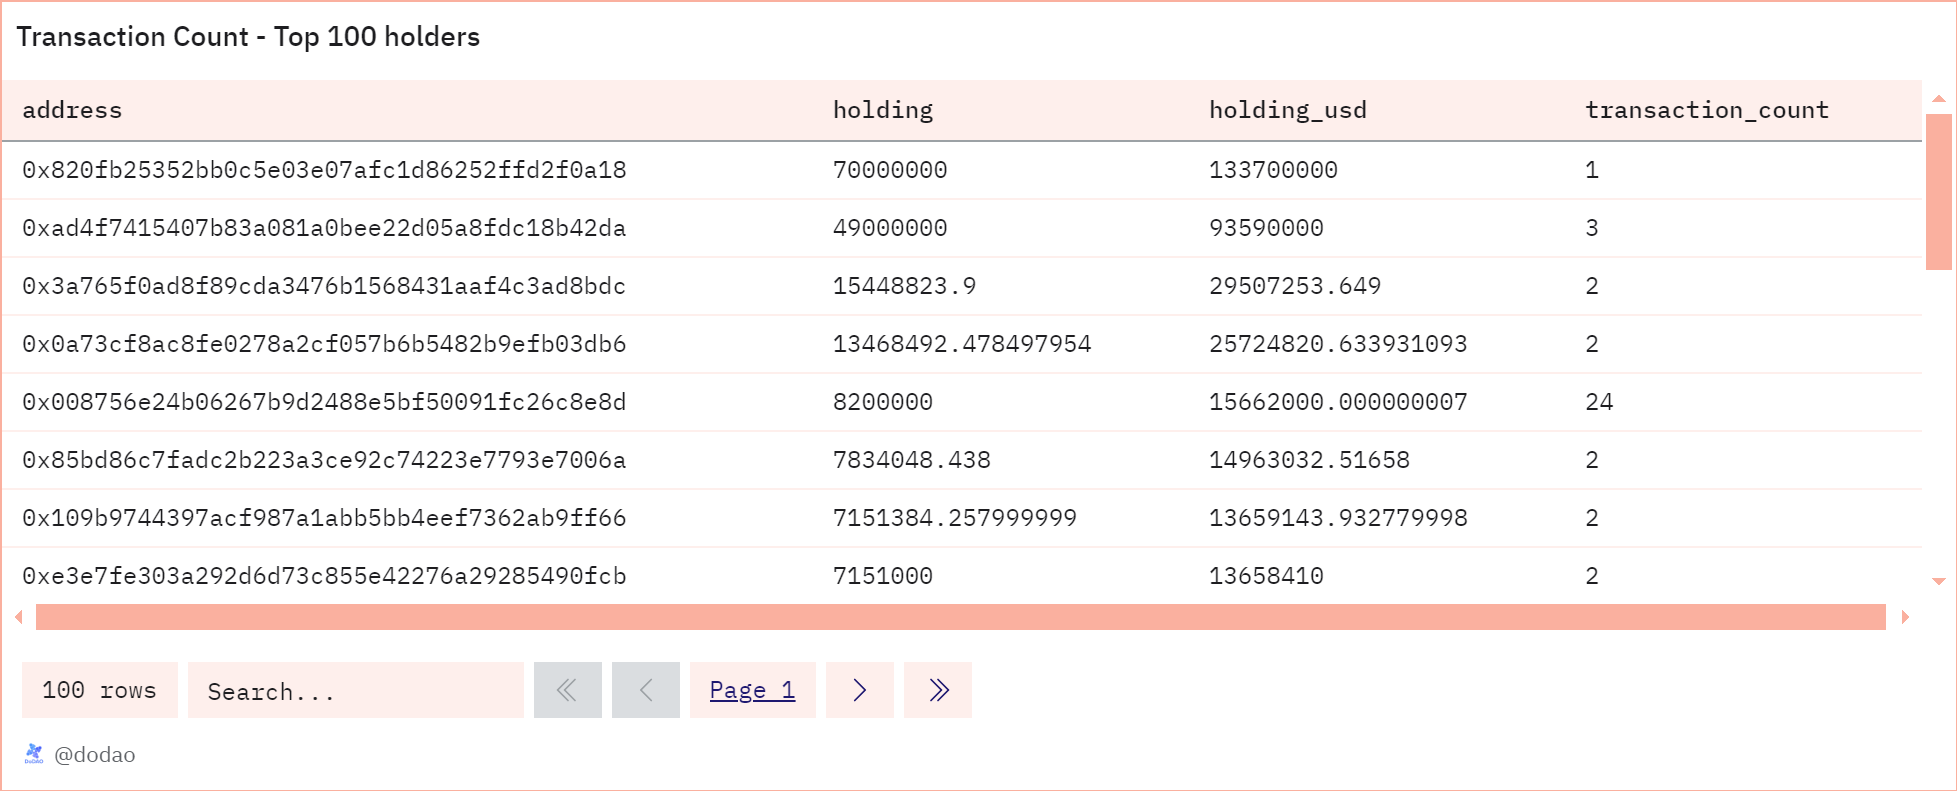 Transaction Count - Top 100 holders
address holding holding_usd transaction_count
0x820fb25352bb0c5e03e07afc1d86252ffd2f0a18 70000000 133700000 1
0xad4f7415407b83a081a0bee22d05a8fdc18b42da 49000000 93590000 3
0x3a765f0ad8f89cda3476b1568431aaf4c3ad8bdc 15448823.9 29507253.649 2
0x0a73cf8ac8fe0278a2cf057b6b5482b9efb03db6 13468492.478497954 25724820.633931093 2
0x008756e24b06267b9d2488e5bf50091fc26c8e8d 8200000 15662000.000000007 24
0x85bd86c7fadc2b223a3ce92c74223e7793e7006a 7834048.438 14963032.51658 2
0x109b9744397acf987a1abb5bb4eef7362ab9ff66 7151384.257999999 13659143.932779998 2
0xe3e7fe303a292d6d73c855e42276a29285490fcb 7151000 13658410 2
100 rows Search... Page 1
DoDAO @dodao